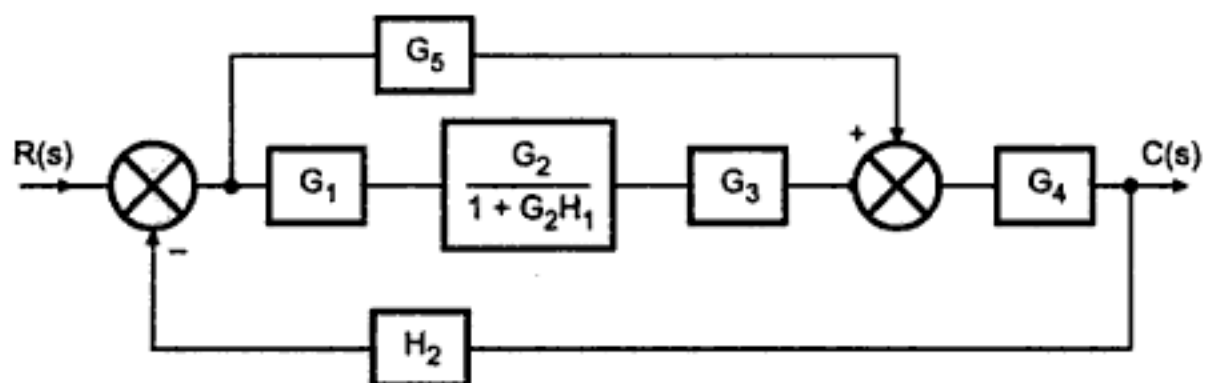 G5
+
R(s)
G1
G2
1 + G2H1
G3
G4
C(s)
−
H2